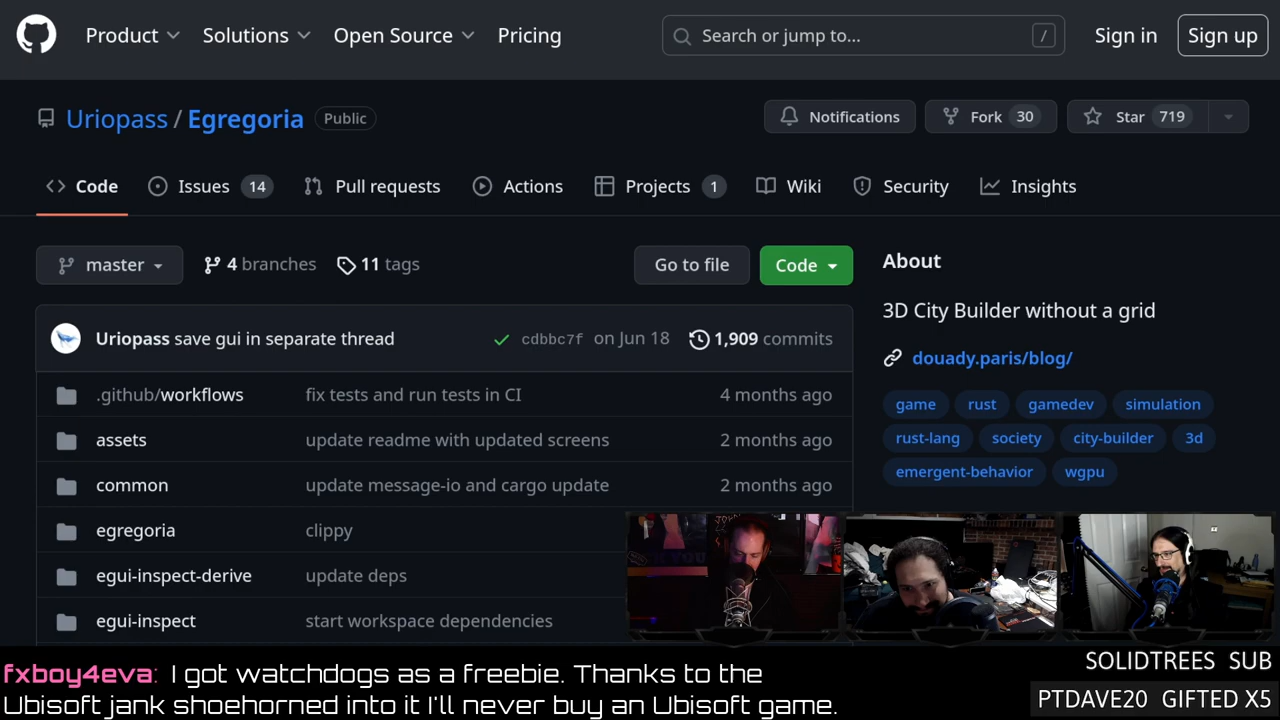 Product Solutions Open Source Pricing Search or jump to... / Sign in Sign up
Uriopass / Egregoria Public Notifications Fork 30 Star 719
Code Issues 14 Pull requests Actions Projects 1 Wiki Security Insights
master 4 branches 11 tags Go to file Code
About
3D City Builder without a grid
douady.paris/blog/
game rust gamedev simulation
rust-lang society city-builder 3d
emergent-behavior wgpu
Uriopass save gui in separate thread cdbbc7f on Jun 18 1,909 commits
.github/workflows fix tests and run tests in CI 4 months ago
assets update readme with updated screens 2 months ago
common update message-io and cargo update 2 months ago
egregoria clippy
egui-inspect-derive update deps
egui-inspect start workspace dependencies
fxboy4eva: I got watchdogs as a freebie. Thanks to the
Ubisoft jank shoehorned into it I'll never buy an Ubisoft game.
SOLIDTREES SUB
PTDAVE20 GIFTED X5